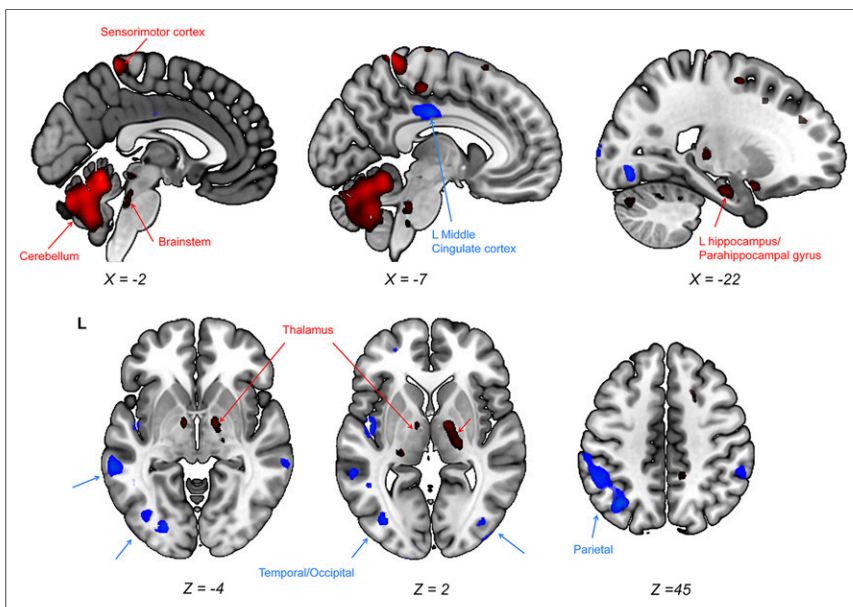 Sensorimotor cortex
Cerebellum
Brainstem
L Middle
Cingulate cortex
L hippocampus/
Parahippocampal gyrus
X = -2
X = -7
X = -22
L
Thalamus
Temporal/Occipital
Parietal
Z = -4
Z = 2
Z =45